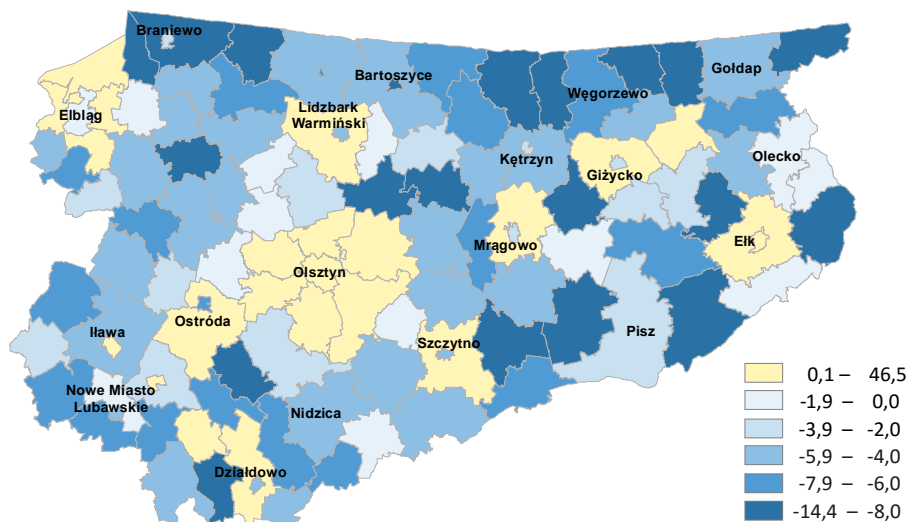 Braniewo
Bartoszyce
Gołdap
Węgorzewo
Elbląg
Lidzbark
Warmiński
Kętrzyn
Giżycko
Olecko
Mrągowo
Ełk
Olsztyn
Ostróda
Iława
Szczytno
Pisz
Nowe Miasto
Lubawskie
Nidzica
Działdowo
0,1 – 46,5
-1,9 – 0,0
-3,9 – -2,0
-5,9 – -4,0
-7,9 – -6,0
-14,4 – -8,0